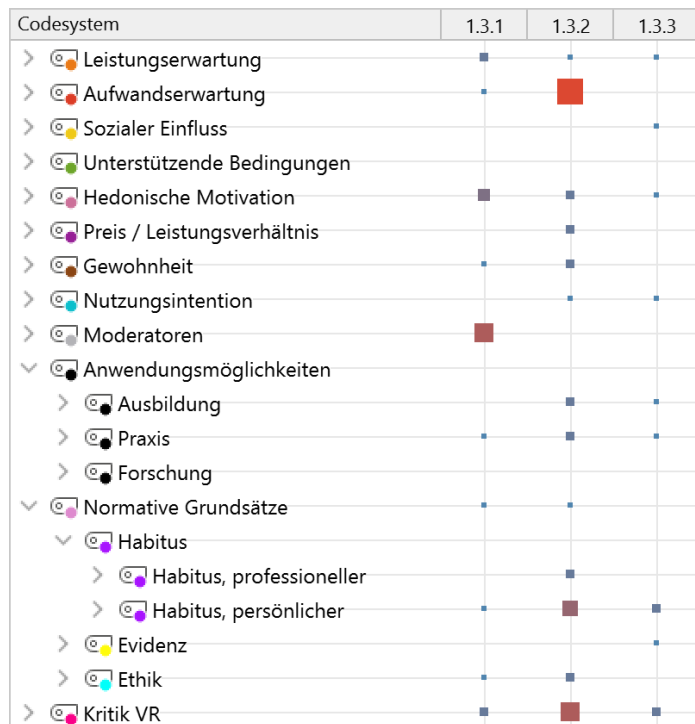 Codesystem 1.3.1 1.3.2 1.3.3
Leistungserwartung
Aufwandserwartung
Sozialer Einfluss
Unterstützende Bedingungen
Hedonische Motivation
Preis / Leistungsverhältnis
Gewohnheit
Nutzungsintention
Moderatoren
Anwendungsmöglichkeiten
Ausbildung
Praxis
Forschung
Normative Grundsätze
Habitus
Habitus, professioneller
Habitus, persönlicher
Evidenz
Ethik
Kritik VR